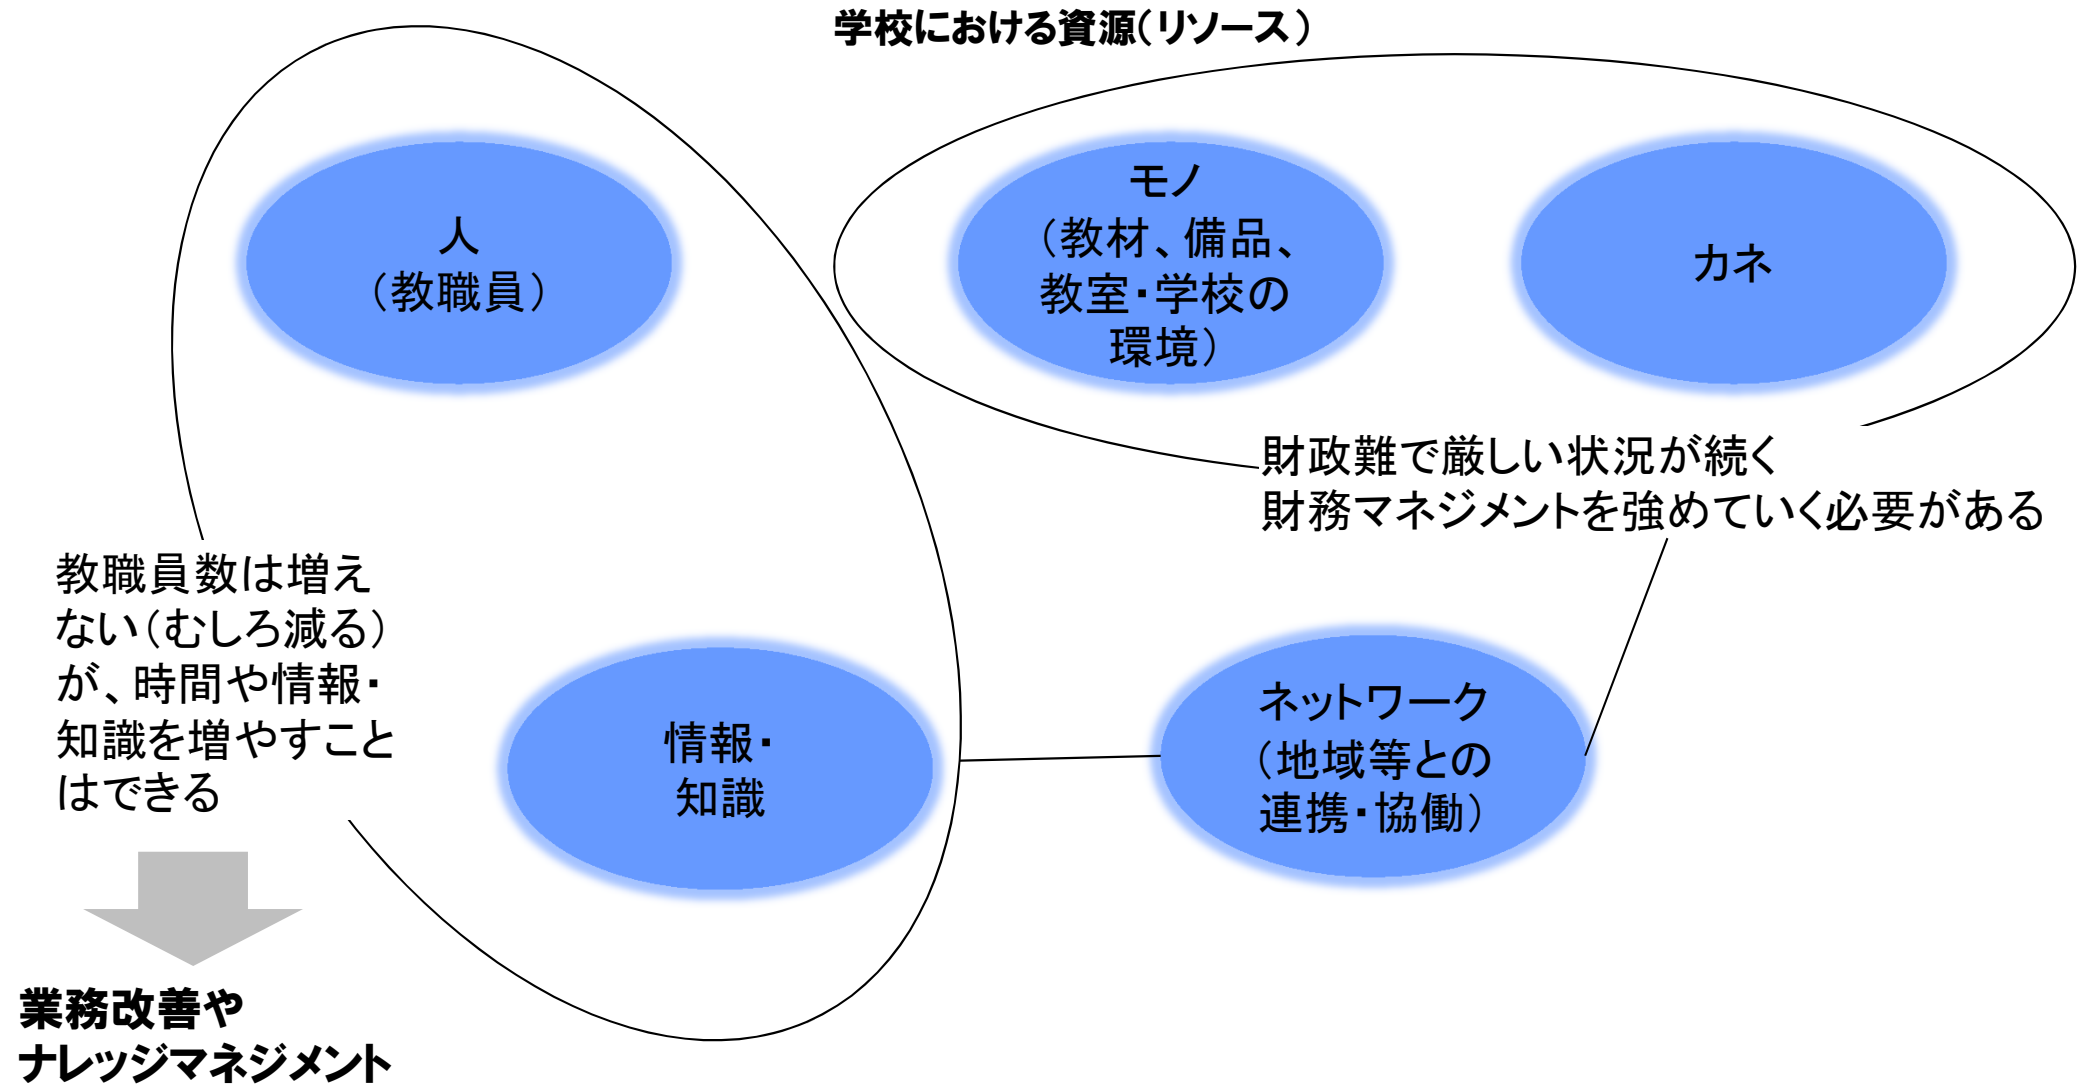 学校における資源(リソース)
人
(教職員)
モノ
(教材、備品、
教室・学校の
環境)
カネ
財政難で厳しい状況が続く
財務マネジメントを強めていく必要がある
教職員数は増え
ない(むしろ減る)
が、時間や情報・
知識を増やすこと
はできる
情報・
知識
ネットワーク
(地域等との
連携・協働)
業務改善や
ナレッジマネジメント